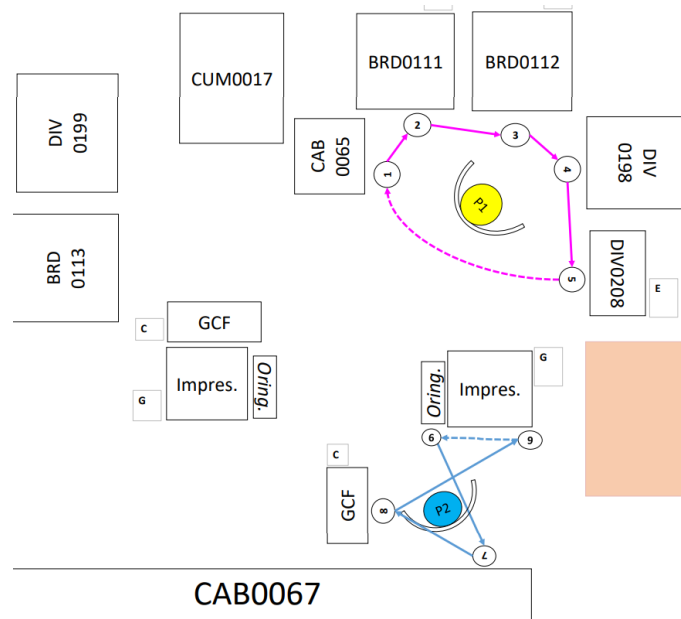 BRD0111
BRD0112
CUM0017
DIV
0199
CAB
0065
DIV
0198
1
2
3
4
5
P1
BRD
0113
DIV0208
E
C
GCF
G
Impres.
Oring.
Oring.
Impres.
G
6
9
C
GCF
8
P2
7
CAB0067